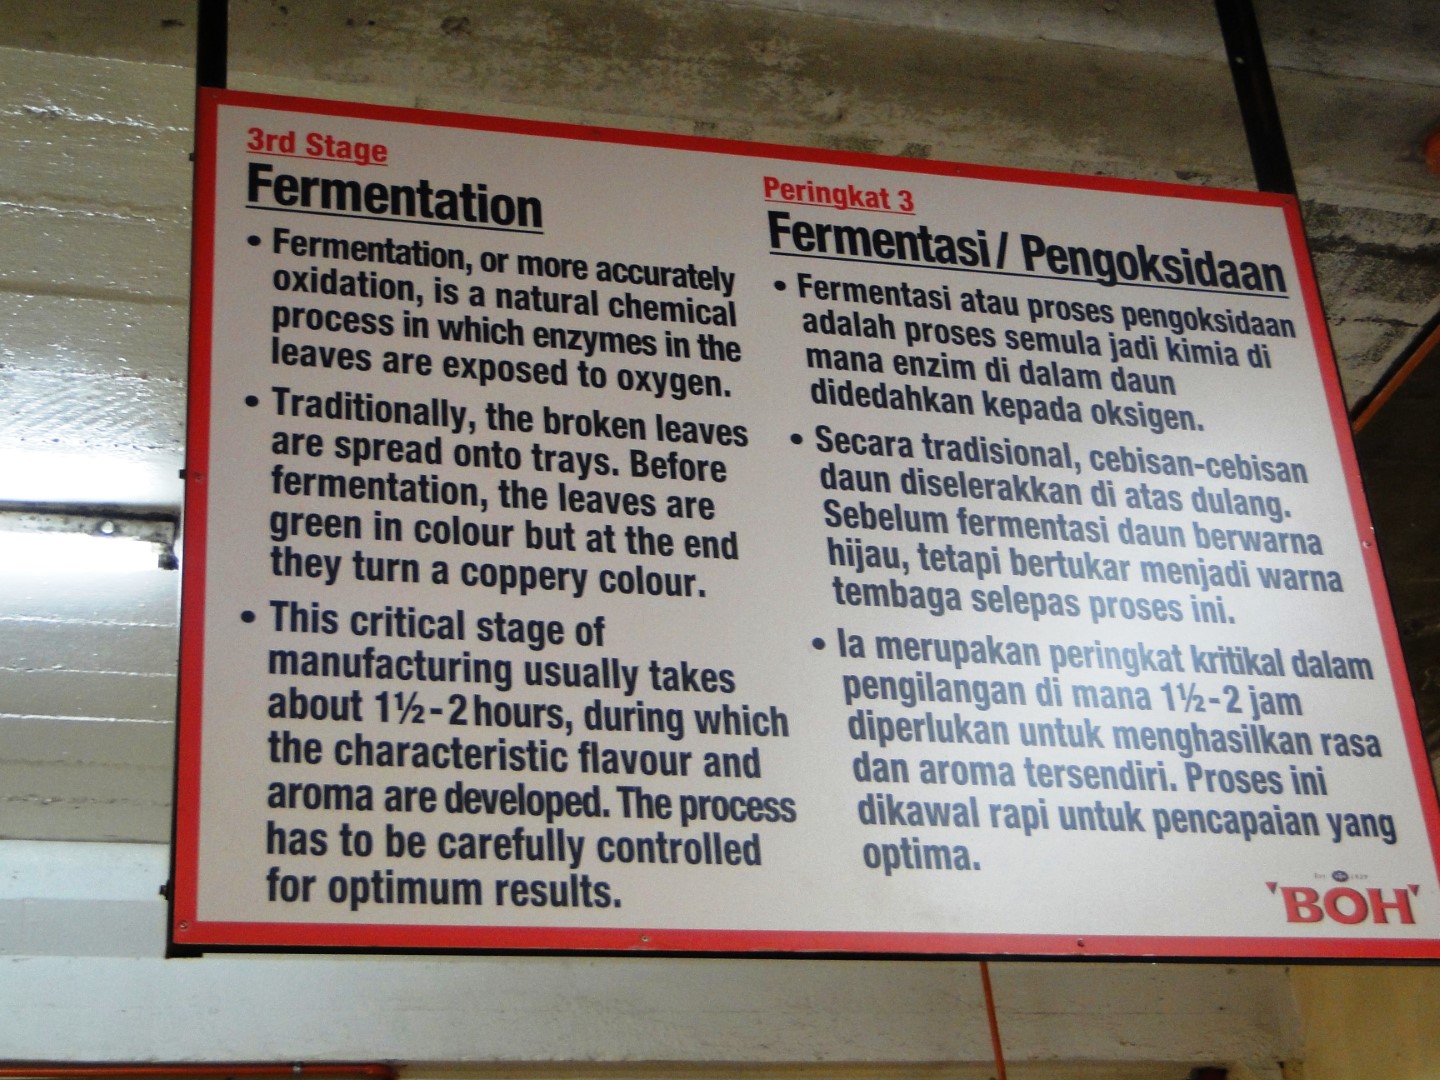 3rd Stage
Fermentation
• Fermentation, or more accurately
oxidation, is a natural chemical
process in which enzymes in the
leaves are exposed to oxygen.
• Traditionally, the broken leaves
are spread onto trays. Before
fermentation, the leaves are
green in colour but at the end
they turn a coppery colour.
• This critical stage of
manufacturing usually takes
about 1½-2 hours, during which
the characteristic flavour and
aroma are developed. The process
has to be carefully controlled
for optimum results.
Peringkat 3
Fermentasi / Pengoksidaan
• Fermentasi atau proses pengoksidaan
adalah proses semula jadi kimia di
mana enzim di dalam daun
didedahkan kepada oksigen.
• Secara tradisional, cebisan-cebisan
daun diselerakkan di atas dulang.
Sebelum fermentasi daun berwarna
hijau, tetapi bertukar menjadi warna
tembaga selepas proses ini.
• Ia merupakan peringkat kritikal dalam
pengilangan di mana 1½-2 jam
diperlukan untuk menghasilkan rasa
dan aroma tersendiri. Proses ini
dikawal rapi untuk pencapaian yang
optima.
'BOH'